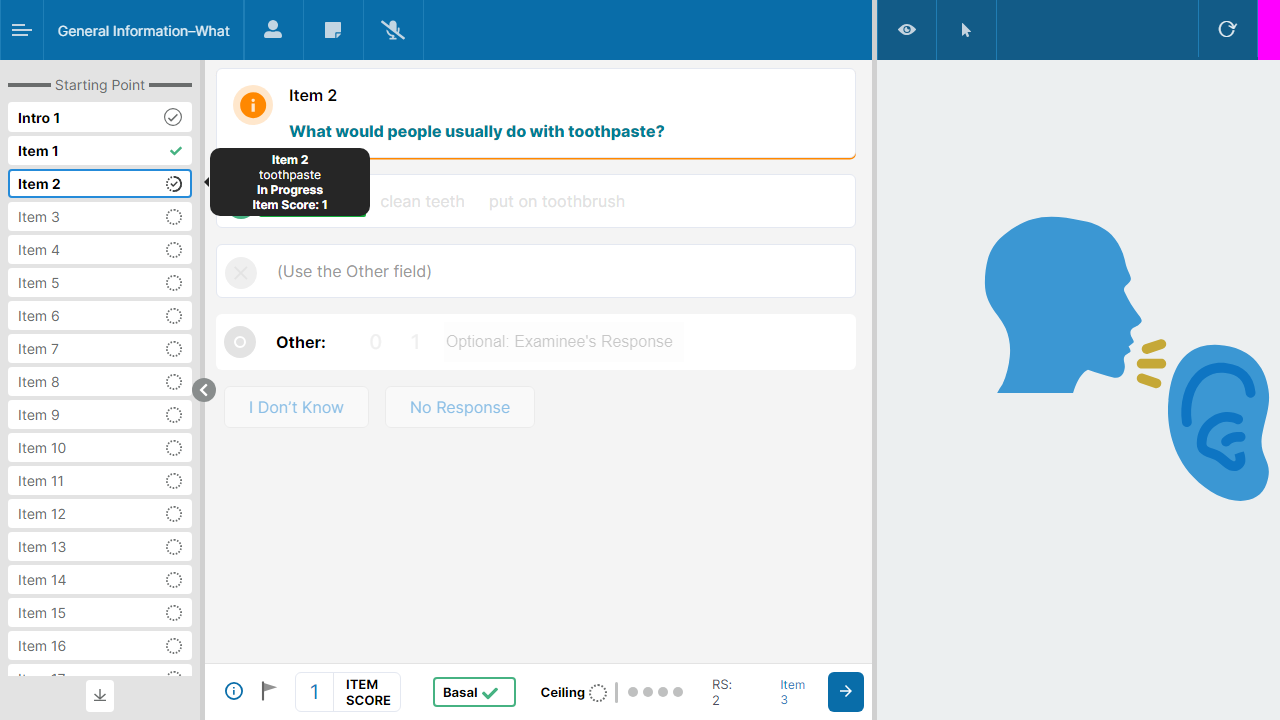 General Information–What
Starting Point
Intro 1
Item 1
Item 2
Item 3
Item 4
Item 5
Item 6
Item 7
Item 8
Item 9
Item 10
Item 11
Item 12
Item 13
Item 14
Item 15
Item 16
Item 2
What would people usually do with toothpaste?
Item 2
toothpaste
In Progress
Item Score: 1
clean teeth put on toothbrush
(Use the Other field)
Other: 0 1 Optional: Examinee's Response
I Don't Know No Response
1 ITEM
SCORE
Basal
Ceiling
RS:
2
Item
3